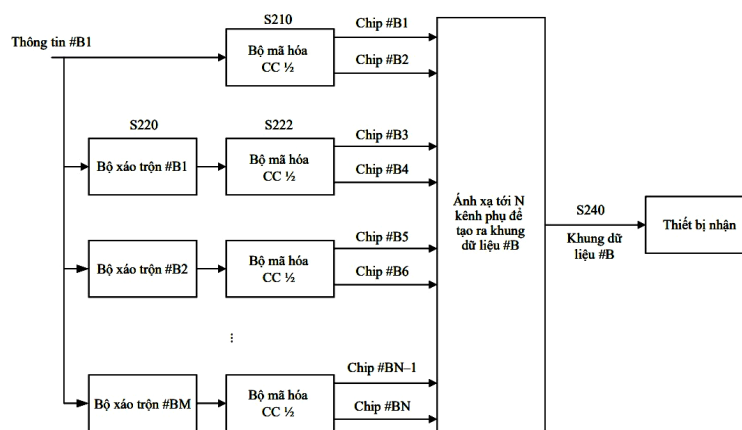 S210
Thông tin #B1
Bộ mã hóa
CC ½
Chip #B1
Chip #B2
S220
S222
Bộ xáo trộn #B1
Bộ mã hóa
CC ½
Chip #B3
Chip #B4
Ánh xạ tới N
kênh phụ để
tạo ra khung
dữ liệu #B
S240
Khung dữ
liệu #B
Thiết bị nhận
Bộ xáo trộn #B2
Bộ mã hóa
CC ½
Chip #B5
Chip #B6
...
Bộ xáo trộn #BM
Bộ mã hóa
CC ½
Chip #BN–1
Chip #BN